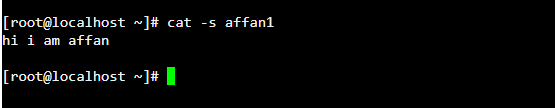 [root@localhost ~]# cat -s affan1
hi i am affan
[root@localhost ~]#